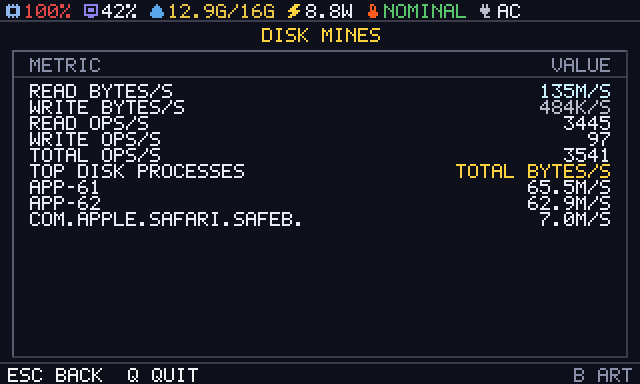 100% 42% 12.9G/16G 8.8W NOMINAL AC
DISK MINES
METRIC VALUE
READ BYTES/S 135M/S
WRITE BYTES/S 484K/S
READ OPS/S 3445
WRITE OPS/S 97
TOTAL OPS/S 3541
TOP DISK PROCESSES TOTAL BYTES/S
APP-61 65.5M/S
APP-62 62.9M/S
COM.APPLE.SAFARI.SAFEB. 7.0M/S
ESC BACK Q QUIT B ART